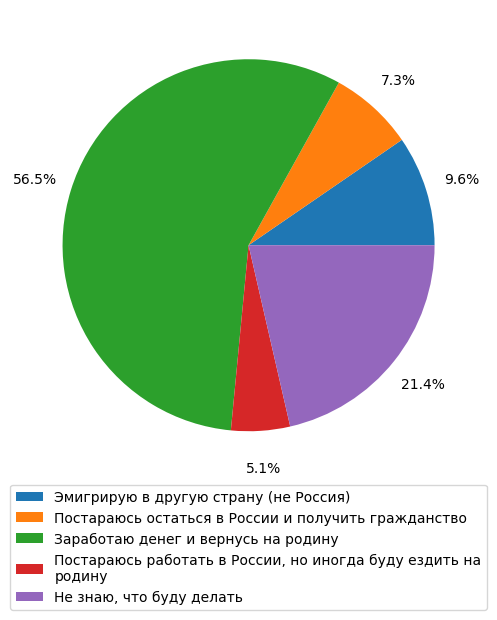 7.3%
56.5%
9.6%
21.4%
5.1%
Эмигрирую в другую страну (не Россия)
Постараюсь остаться в России и получить гражданство
Заработаю денег и вернусь на родину
Постараюсь работать в России, но иногда буду ездить на
родину
Не знаю, что буду делать